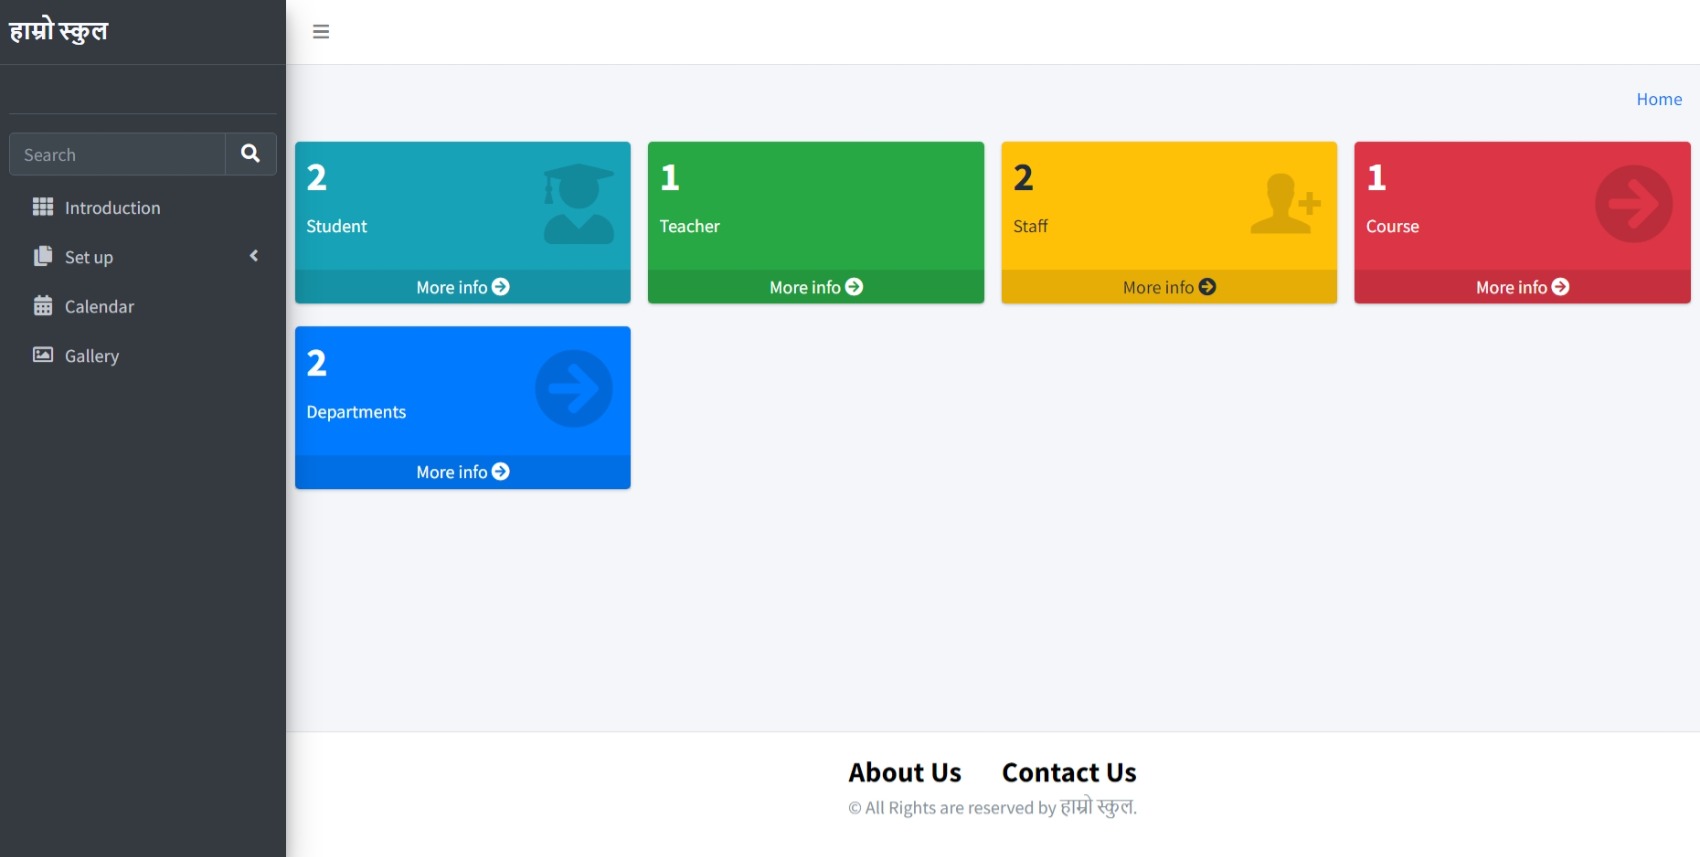 हाम्रो स्कुल
Search
Introduction
Set up
Calendar
Gallery
Home
2
Student
More info
1
Teacher
More info
2
Staff
More info
1
Course
More info
2
Departments
More info
About Us
Contact Us
© All Rights are reserved by हाम्रो स्कुल.